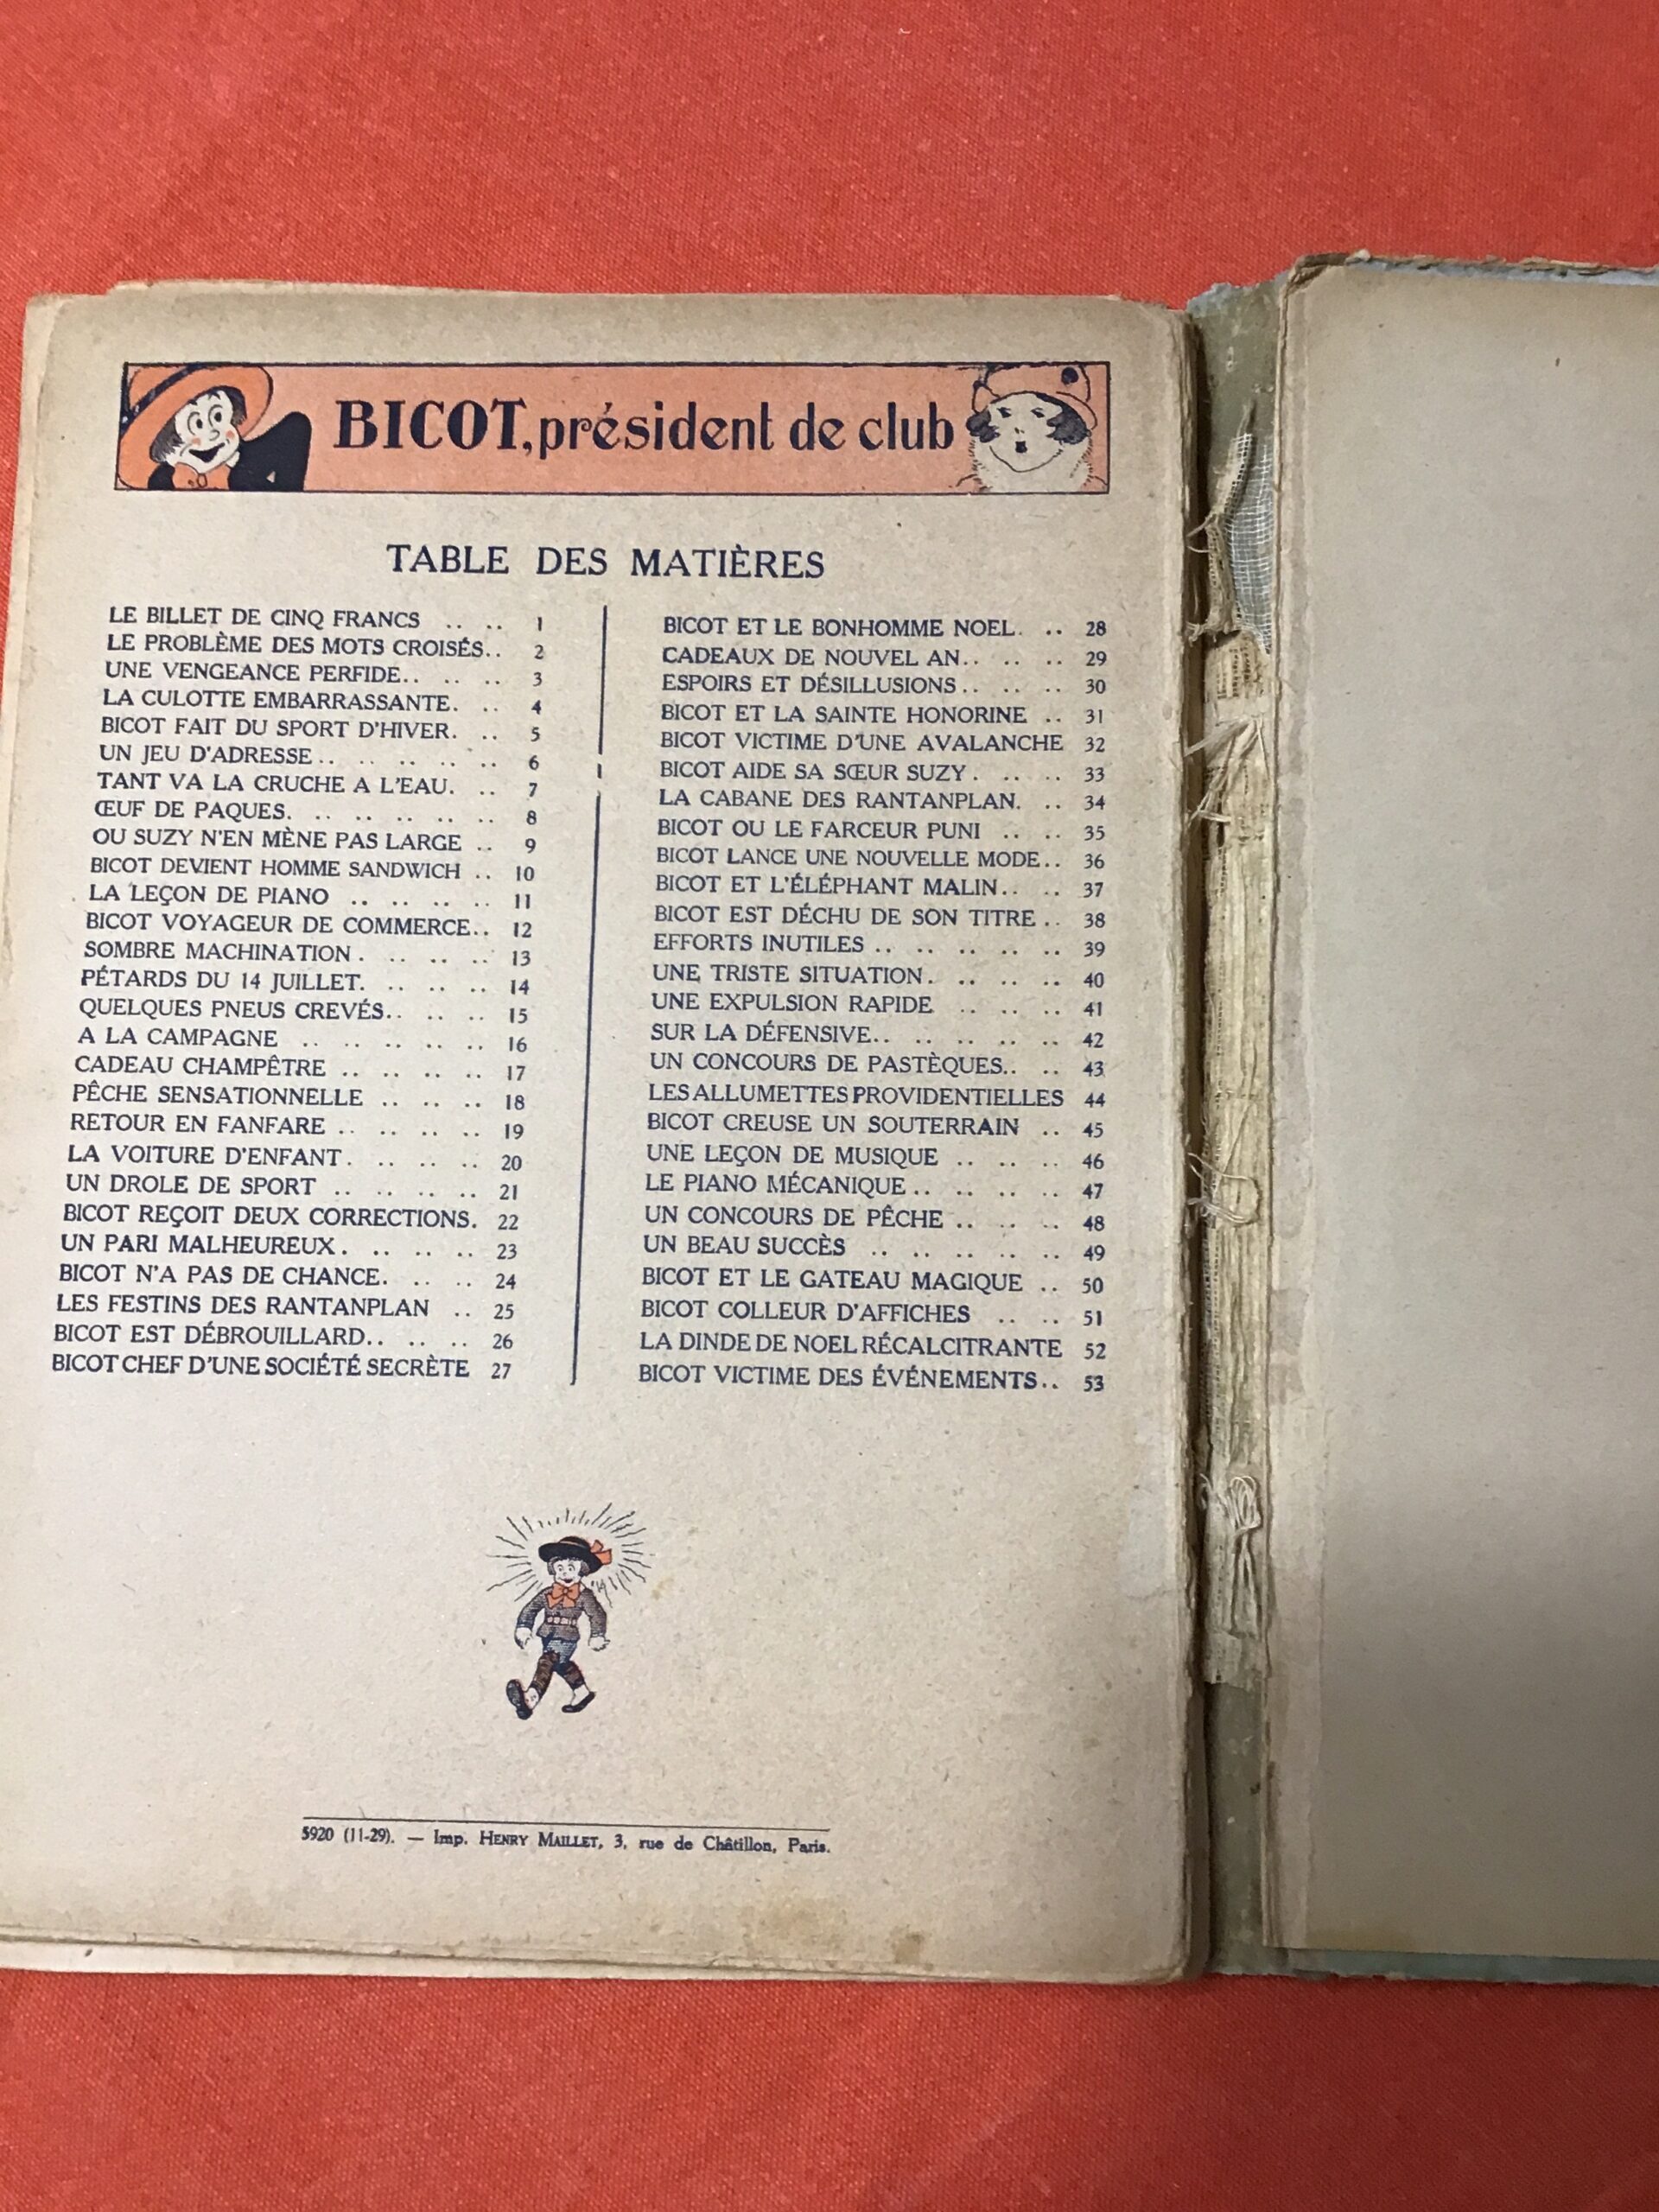 BICOT, président de club
TABLE DES MATIÈRES
LE BILLET DE CINQ FRANCS .. .. 1
LE PROBLÈME DES MOTS CROISÉS.. 2
UNE VENGEANCE PERFIDE.. .. .. 3
LA CULOTTE EMBARRASSANTE. .. 4
BICOT FAIT DU SPORT D'HIVER. .. 5
UN JEU D'ADRESSE.. .. .. .. .. 6
TANT VA LA CRUCHE A L'EAU. .. 7
ŒUF DE PAQUES. .. .. .. .. .. 8
OU SUZY N'EN MÈNE PAS LARGE .. 9
BICOT DEVIENT HOMME SANDWICH .. 10
LA LEÇON DE PIANO .. .. .. .. 11
BICOT VOYAGEUR DE COMMERCE.. 12
SOMBRE MACHINATION. .. .. .. 13
PÉTARDS DU 14 JUILLET. .. .. .. 14
QUELQUES PNEUS CREVÉS.. .. .. 15
A LA CAMPAGNE .. .. .. .. .. 16
CADEAU CHAMPÊTRE .. .. .. .. 17
PÊCHE SENSATIONNELLE .. .. .. 18
RETOUR EN FANFARE .. .. .. .. 19
LA VOITURE D'ENFANT. .. .. .. 20
UN DROLE DE SPORT .. .. .. .. 21
BICOT REÇOIT DEUX CORRECTIONS. 22
UN PARI MALHEUREUX. .. .. .. 23
BICOT N'A PAS DE CHANCE. .. .. 24
LES FESTINS DES RANTANPLAN .. 25
BICOT EST DÉBROUILLARD.. .. .. 26
BICOT CHEF D'UNE SOCIÉTÉ SECRÈTE 27
BICOT ET LE BONHOMME NOEL. .. 28
CADEAUX DE NOUVEL AN.. .. .. 29
ESPOIRS ET DÉSILLUSIONS.. .. .. 30
BICOT ET LA SAINTE HONORINE .. 31
BICOT VICTIME D'UNE AVALANCHE 32
BICOT AIDE SA SŒUR SUZY. .. .. 33
LA CABANE DES RANTANPLAN. .. 34
BICOT OU LE FARCEUR PUNI .. .. 35
BICOT LANCE UNE NOUVELLE MODE.. 36
BICOT ET L'ÉLÉPHANT MALIN.. .. 37
BICOT EST DÉCHU DE SON TITRE.. 38
EFFORTS INUTILES .. .. .. .. .. 39
UNE TRISTE SITUATION. .. .. .. 40
UNE EXPULSION RAPIDE .. .. .. 41
SUR LA DÉFENSIVE.. .. .. .. .. 42
UN CONCOURS DE PASTÈQUES.. .. 43
LES ALLUMETTES PROVIDENTIELLES 44
BICOT CREUSE UN SOUTERRAIN .. 45
UNE LEÇON DE MUSIQUE .. .. .. 46
LE PIANO MÉCANIQUE.. .. .. .. 47
UN CONCOURS DE PÊCHE .. .. .. 48
UN BEAU SUCCÈS .. .. .. .. .. 49
BICOT ET LE GATEAU MAGIQUE .. 50
BICOT COLLEUR D'AFFICHES .. .. 51
LA DINDE DE NOEL RÉCALCITRANTE 52
BICOT VICTIME DES ÉVÉNEMENTS.. 53
5920 (11-29). — Imp. HENRY MAILLET, 3, rue de Châtillon, Paris.